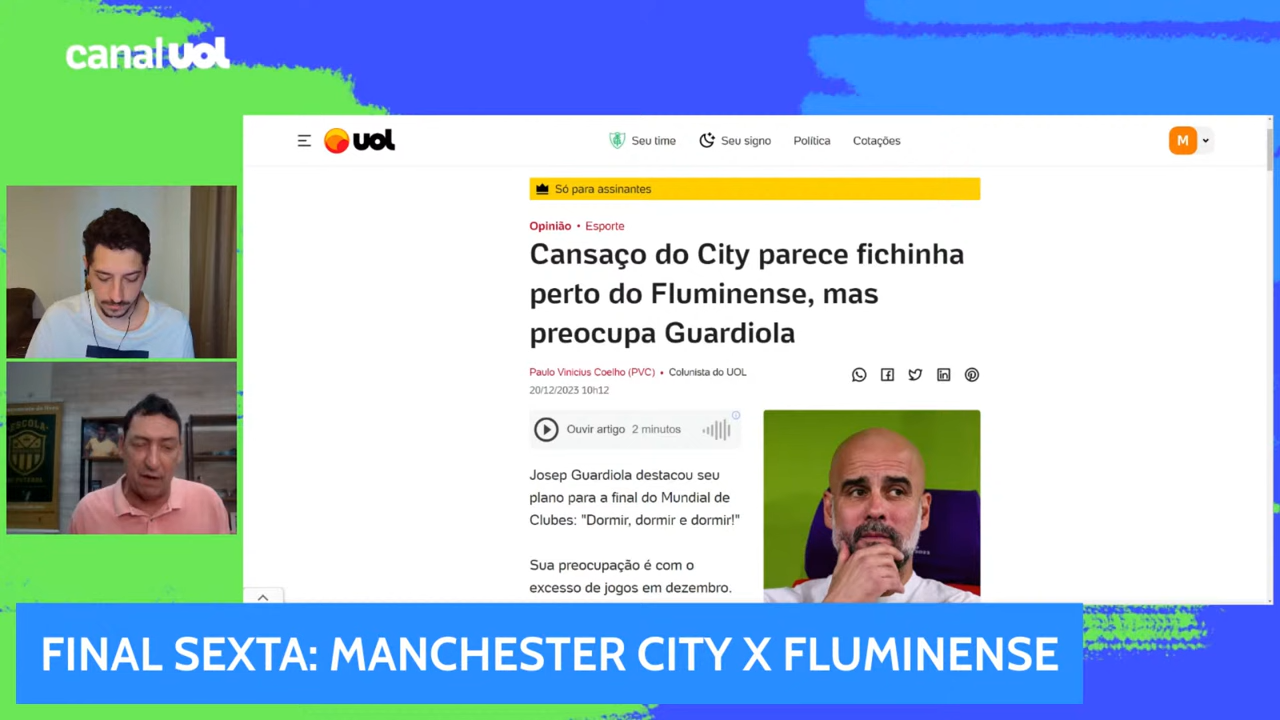 canal uol
uol
Seu time
Seu signo
Política
Cotações
M
Só para assinantes
Opinião • Esporte
Cansaço do City parece fichinha
perto do Fluminense, mas
preocupa Guardiola
Paulo Vinicius Coelho (PVC) • Colunista do UOL
20/12/2023 10h12
Ouvir artigo 2 minutos
Josep Guardiola destacou seu
plano para a final do Mundial de
Clubes: "Dormir, dormir e dormir!"
Sua preocupação é com o
excesso de jogos em dezembro.
ESCOLA
FINAL SEXTA: MANCHESTER CITY X FLUMINENSE